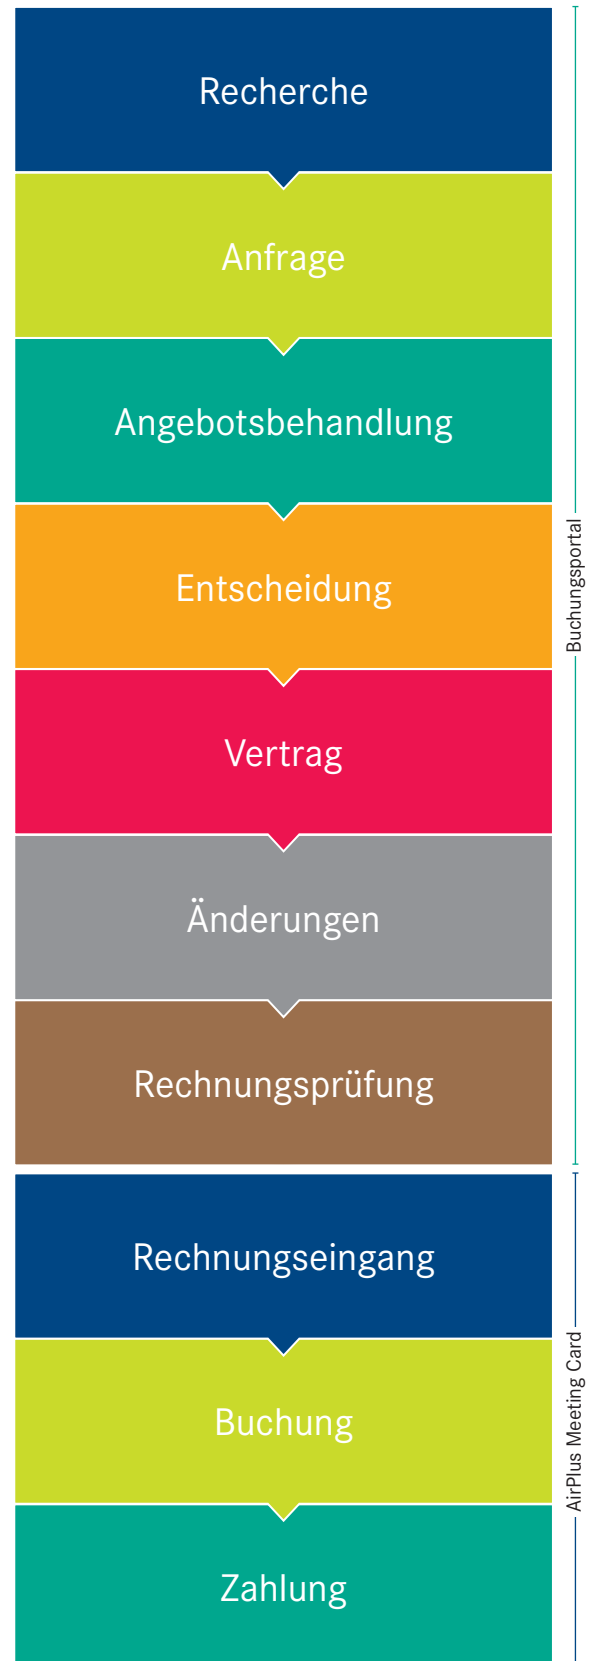 Recherche
Anfrage
Angebotsbehandlung
Entscheidung
Vertrag
Änderungen
Rechnungsprüfung
Buchungsportal
Rechnungseingang
Buchung
Zahlung
AirPlus Meeting Card